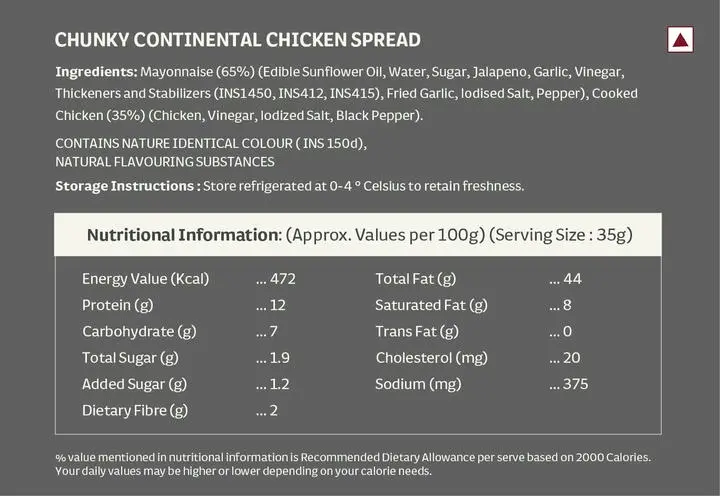 CHUNKY CONTINENTAL CHICKEN SPREAD
Ingredients: Mayonnaise (65%) (Edible Sunflower Oil, Water, Sugar, Jalapeno, Garlic, Vinegar,
Thickeners and Stabilizers (INS1450, INS412, INS415), Fried Garlic, Iodised Salt, Pepper), Cooked
Chicken (35%) (Chicken, Vinegar, Iodized Salt, Black Pepper).
CONTAINS NATURE IDENTICAL COLOUR ( INS 150d),
NATURAL FLAVOURING SUBSTANCES
Storage Instructions : Store refrigerated at 0-4 ° Celsius to retain freshness.
Nutritional Information: (Approx. Values per 100g) (Serving Size : 35g)
Energy Value (Kcal) ... 472 Total Fat (g) ... 44
Protein (g) ... 12 Saturated Fat (g) ... 8
Carbohydrate (g) ... 7 Trans Fat (g) ... 0
Total Sugar (g) ... 1.9 Cholesterol (mg) ... 20
Added Sugar (g) ... 1.2 Sodium (mg) ... 375
Dietary Fibre (g) ... 2
% value mentioned in nutritional information is Recommended Dietary Allowance per serve based on 2000 Calories.
Your daily values may be higher or lower depending on your calorie needs.